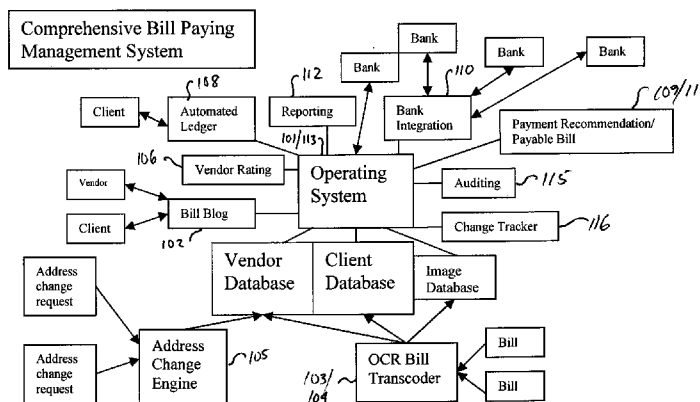 Comprehensive Bill Paying
Management System
Bank
Bank
Bank
Bank
108
112
110
109/11
Client
Automated
Ledger
Reporting
Bank
Integration
Payment Recommendation/
Payable Bill
101/113
106
Vendor Rating
Operating
System
Auditing
115
Vendor
Client
Bill Blog
102
Change Tracker
116
Address
change
request
Vendor
Database
Client
Database
Image
Database
Address
change
request
Address
Change
Engine
105
103/
104
OCR Bill
Transcoder
Bill
Bill